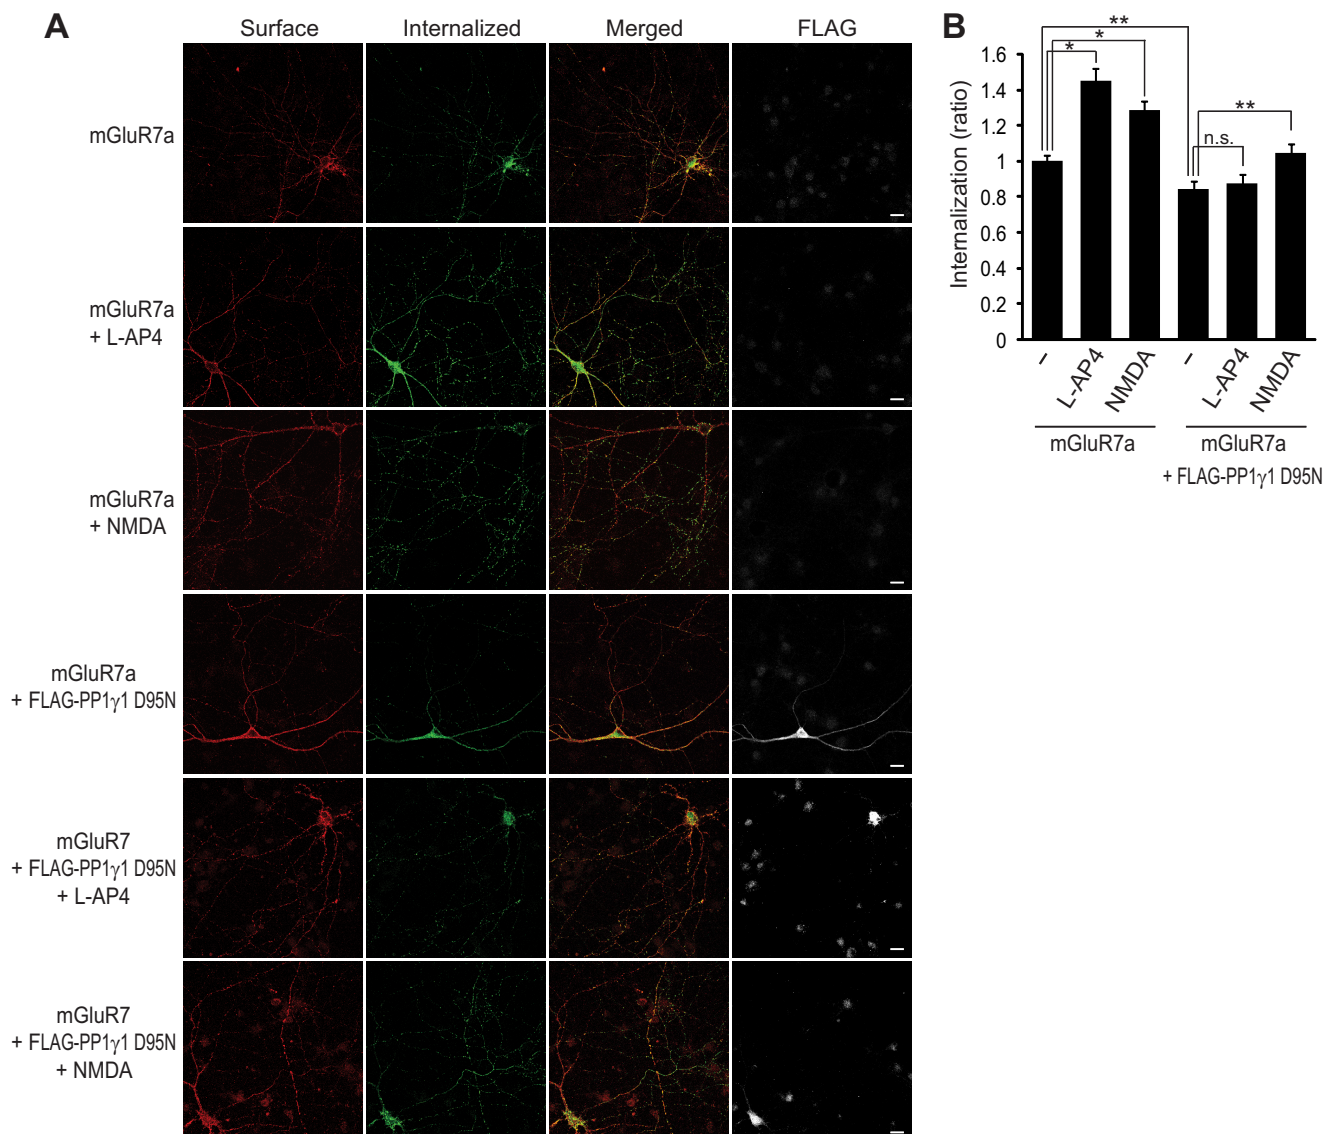 A
Surface Internalized Merged FLAG
mGluR7a
mGluR7a
+ L-AP4
mGluR7a
+ NMDA
mGluR7a
+ FLAG-PP1γ1 D95N
mGluR7
+ FLAG-PP1γ1 D95N
+ L-AP4
mGluR7
+ FLAG-PP1γ1 D95N
+ NMDA
B
Internalization (ratio)
1.6
1.4
1.2
1
0.8
0.6
0.4
0.2
0
**
*
*
**
n.s.
– L-AP4 NMDA – L-AP4 NMDA
mGluR7a mGluR7a
+ FLAG-PP1γ1 D95N